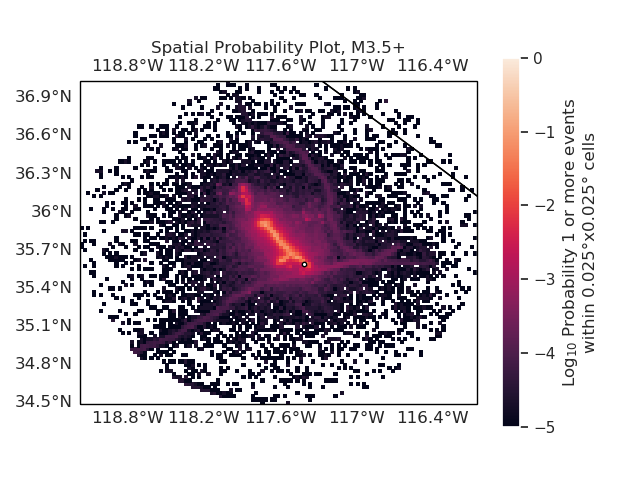 Spatial Probability Plot, M3.5+
118.8°W 118.2°W 117.6°W 117°W 116.4°W
36.9°N
36.6°N
36.3°N
36°N
35.7°N
35.4°N
35.1°N
34.8°N
34.5°N
118.8°W 118.2°W 117.6°W 117°W 116.4°W
0
−1
−2
−3
−4
−5
Log₁₀ Probability 1 or more events
within 0.025°x0.025° cells